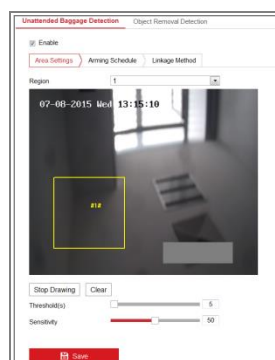 Unattended Baggage Detection Object Removal Detection
Enable
Area Settings Arming Schedule Linkage Method
Region 1
07-08-2015 Wed 13:15:10
#1#
Stop Drawing Clear
Threshold(s) 5
Sensitivity 50
Save